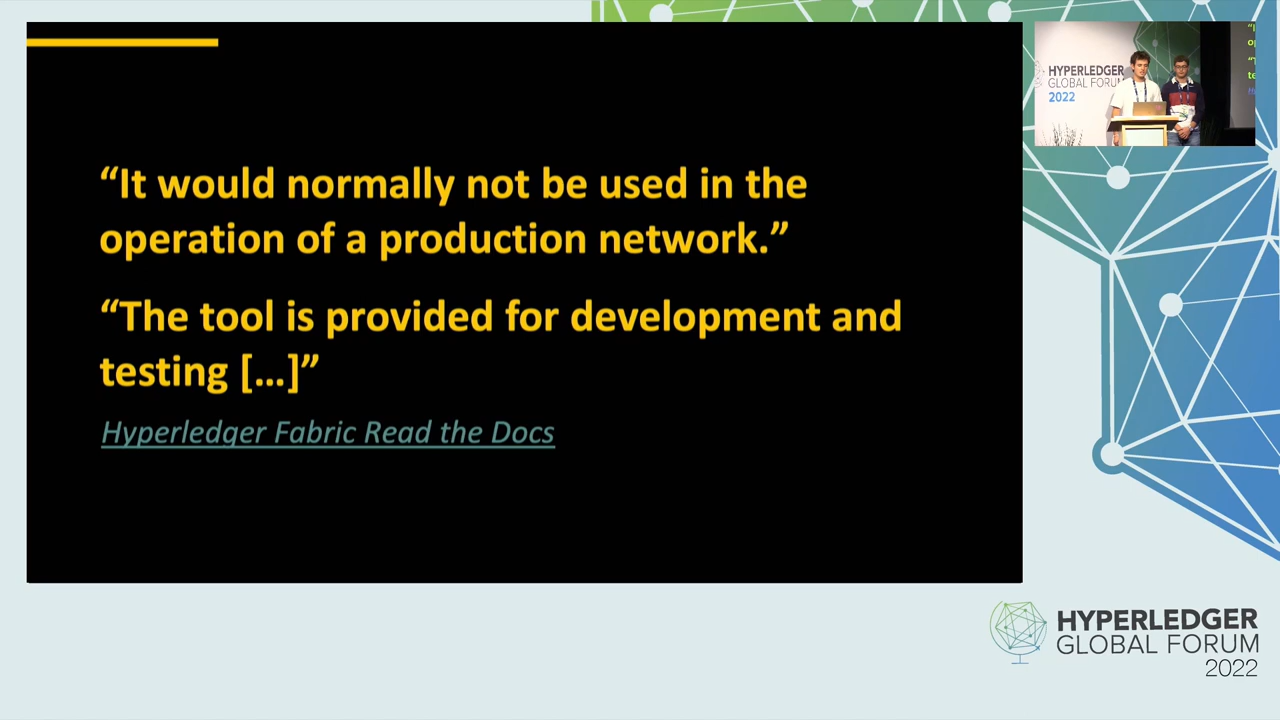 “It would normally not be used in the
operation of a production network.”
“The tool is provided for development and
testing […]”
Hyperledger Fabric Read the Docs
HYPERLEDGER
GLOBAL FORUM
2022
HYPERLEDGER
GLOBAL FORUM
2022